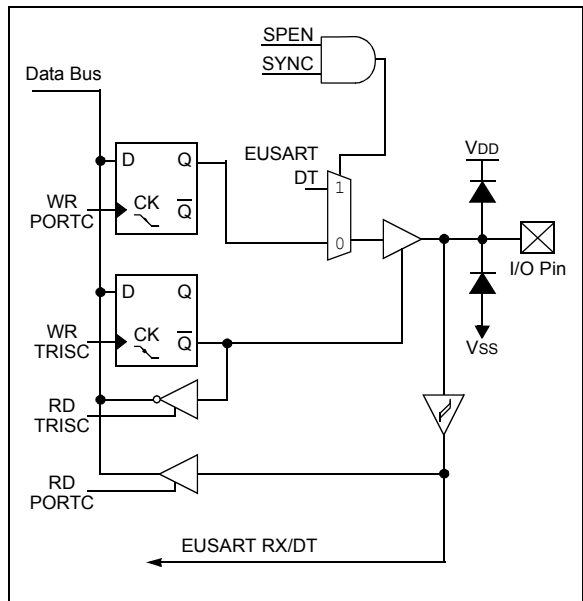 SPEN
SYNC
Data Bus
EUSART
DT
1
0
D Q
CK Q
WR
PORTC
VDD
I/O Pin
VSS
D Q
CK Q
WR
TRISC
RD
TRISC
RD
PORTC
EUSART RX/DT